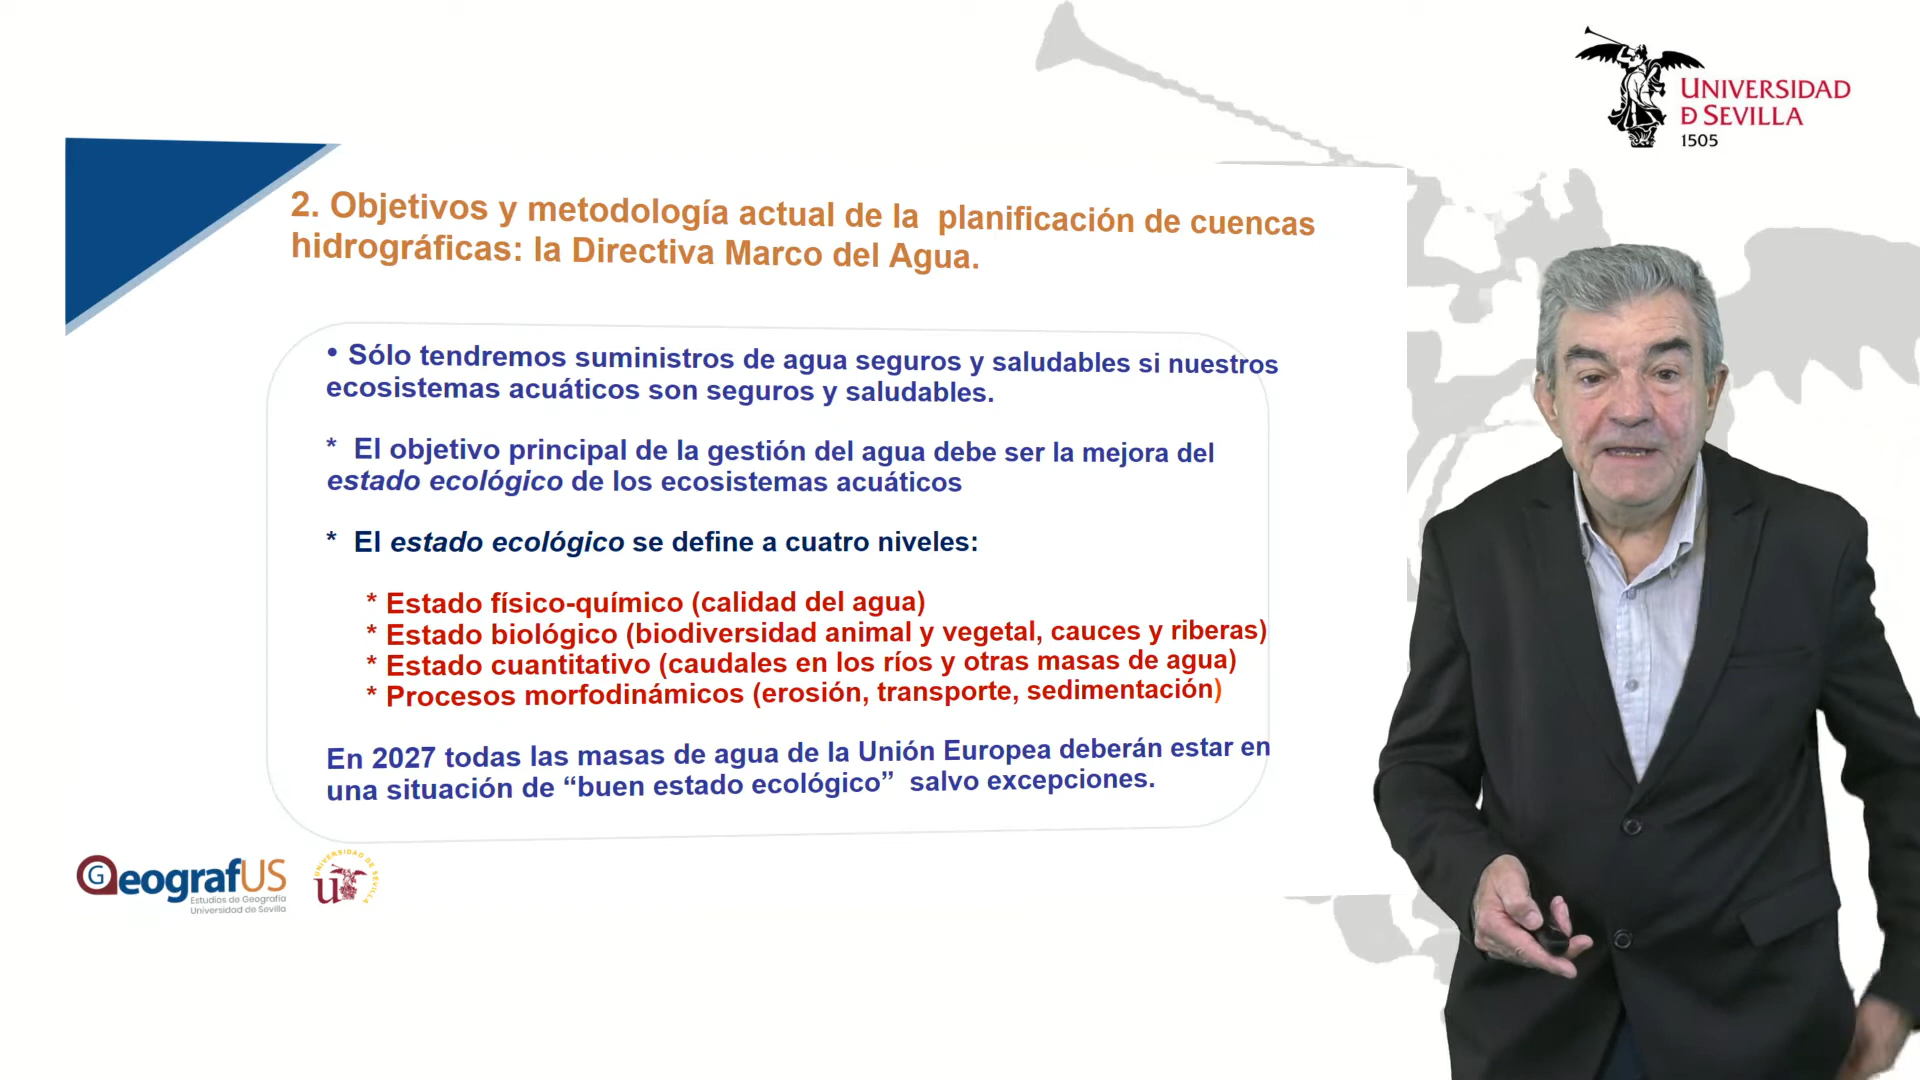 UNIVERSIDAD
D SEVILLA
1505
2. Objetivos y metodología actual de la planificación de cuencas
hidrográficas: la Directiva Marco del Agua.
• Sólo tendremos suministros de agua seguros y saludables si nuestros
ecosistemas acuáticos son seguros y saludables.
* El objetivo principal de la gestión del agua debe ser la mejora del
estado ecológico de los ecosistemas acuáticos
* El estado ecológico se define a cuatro niveles:
* Estado físico-químico (calidad del agua)
* Estado biológico (biodiversidad animal y vegetal, cauces y riberas)
* Estado cuantitativo (caudales en los ríos y otras masas de agua)
* Procesos morfodinámicos (erosión, transporte, sedimentación)
En 2027 todas las masas de agua de la Unión Europea deberán estar en
una situación de “buen estado ecológico” salvo excepciones.
GeografUS
Estudios de Geografía
Universidad de Sevilla
UNIVERSIDAD DE SEVILLA
us